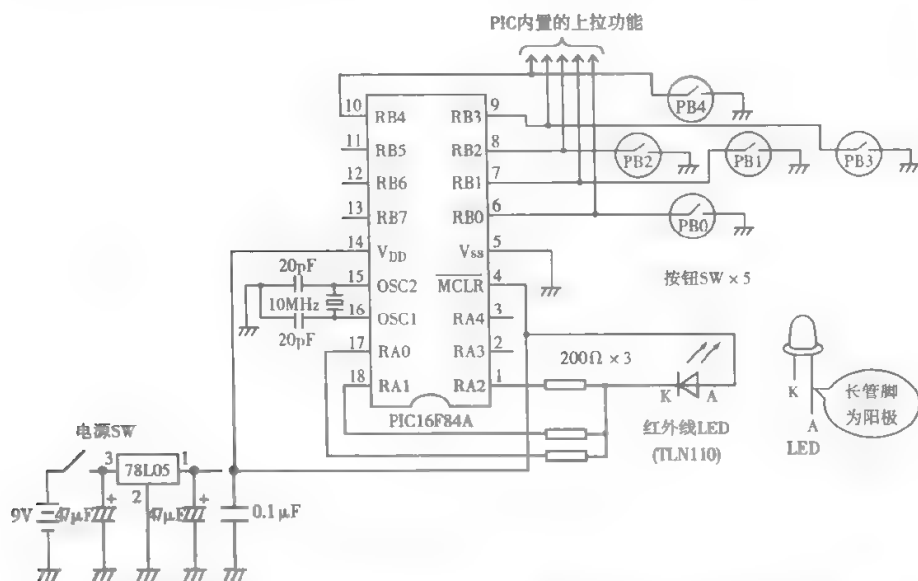 PIC内置的上拉功能
10 RB4 RB3 9
PB4
11 RB5 RB2 8
PB2 PB1 PB3
12 RB6 RB1 7
13 RB7 RB0 6
PB0
14 VDD Vss 5
20pF
15 OSC2 MCLR 4
按钮SW×5
10MHz
16 OSC1 RA4 3
20pF
17 RA0 RA3 2
200Ω×3
18 RA1 RA2 1
K A
PIC16F84A
红外线LED
(TLN110)
K
长管脚
为阳极
A
LED
电源SW
3 78L05 1
2
9V
47μF
+
47μF
+
0.1μF